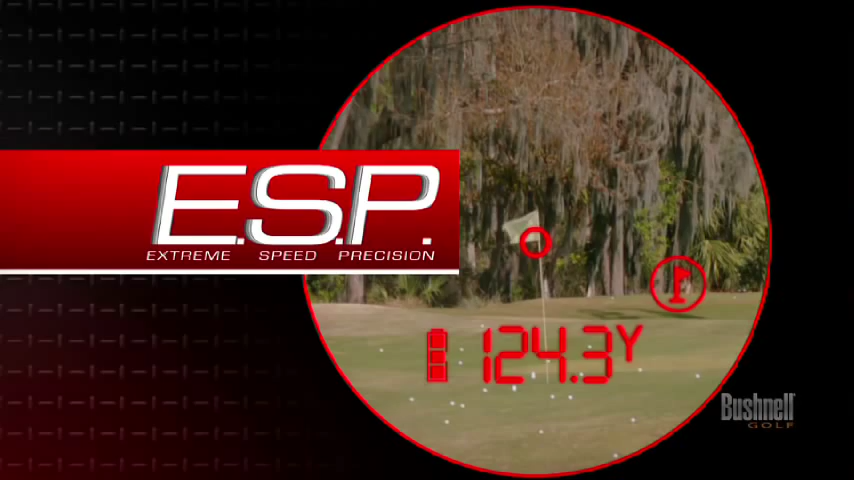 E.S.P.
EXTREME SPEED PRECISION
124.3Y
Bushnell
GOLF